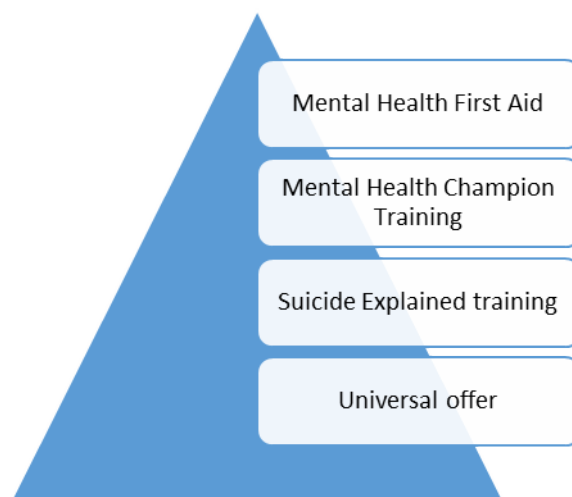 Mental Health First Aid
Mental Health Champion
Training
Suicide Explained training
Universal offer